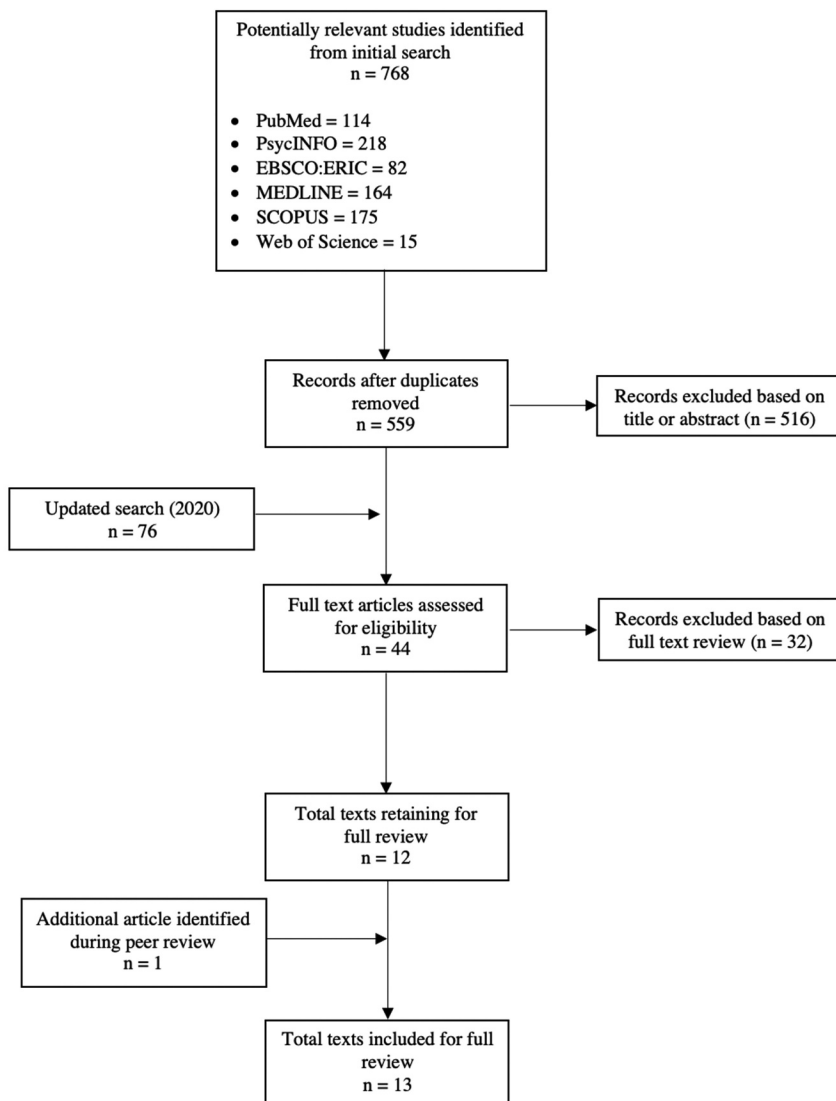 Potentially relevant studies identified
from initial search
n = 768
• PubMed = 114
• PsycINFO = 218
• EBSCO:ERIC = 82
• MEDLINE = 164
• SCOPUS = 175
• Web of Science = 15
Records after duplicates
removed
n = 559
Records excluded based on
title or abstract (n = 516)
Updated search (2020)
n = 76
Full text articles assessed
for eligibility
n = 44
Records excluded based on
full text review (n = 32)
Total texts retaining for
full review
n = 12
Additional article identified
during peer review
n = 1
Total texts included for full
review
n = 13